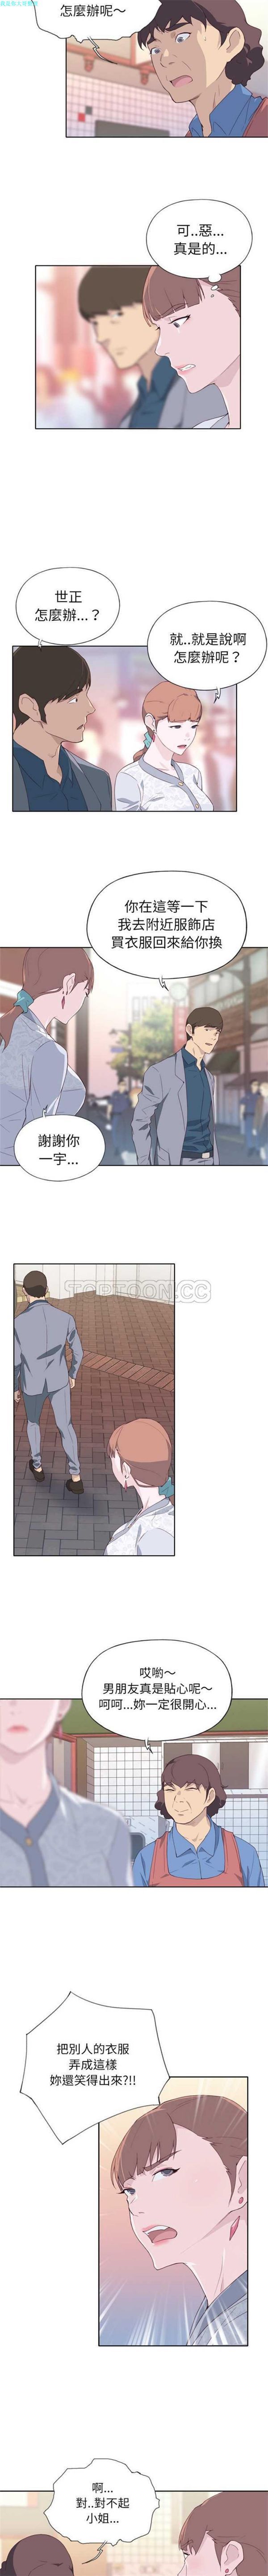 怎麼辦呢～
可..惡...
真是的...
世正
怎麼辦...？
就..就是說啊
怎麼辦呢？
你在這等一下
我去附近服飾店
買衣服回來給你換
謝謝你
一宇...
TOPTOON.CC
哎喲～
男朋友真是貼心呢～
呵呵...妳一定很開心...
把別人的衣服
弄成這樣
妳還笑得出來?!!
啊...
對..對不起
小姐...